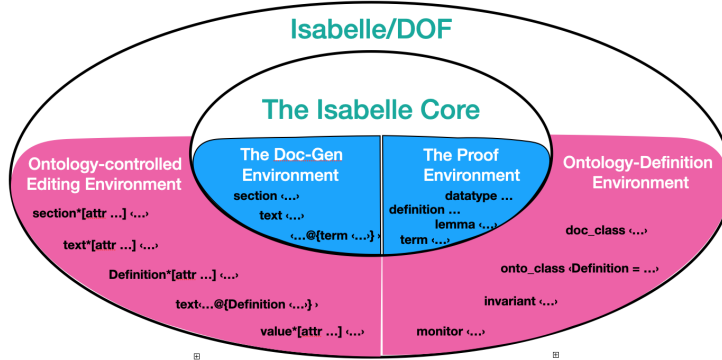 Isabelle/DOF
The Isabelle Core
Ontology-controlled
Editing Environment
section*[attr ...] ‹...›
text*[attr ...] ‹...›
Definition*[attr ...] ‹...›
text‹...@{Definition ‹...›} ›
value*[attr ...] ‹...›
The Doc-Gen
Environment
section ‹...›
text ‹...›
‹...@{term ‹...›} ›
The Proof
Environment
datatype ...
definition ...
lemma ‹...›
term ‹...›
Ontology-Definition
Environment
doc_class ‹...›
onto_class ‹Definition = ...›
invariant ‹...›
monitor ‹...›